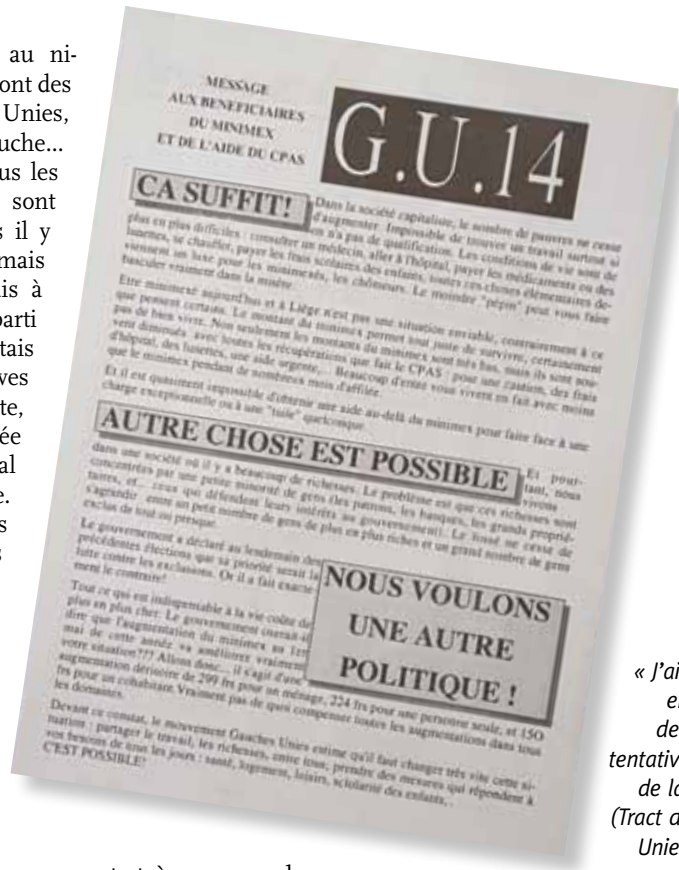 au ni-
ont des
Unies,
uche...
us les
sont
s il y
mais
is à
parti
tais
ves
te,
ée
al
e.
s
s
MESSAGE
AUX BENEFICIAIRES
DU MINIMEX
ET DE L'AIDE DU CPAS
G.U.14
CA SUFFIT!
Dans la société capitaliste, le nombre de pauvres ne cesse
d'augmenter. Impossible de trouver un travail surtout si
on n'a pas de qualification. Les conditions de vie sont de
plus en plus difficiles : consulter un médecin, aller à l'hôpital, payer les médicaments ou des
lunettes, se chauffer, payer les frais scolaires des enfants, toutes ces choses élémentaires de-
viennent un luxe pour les minimexés, les chômeurs. Le moindre "pépin" peut vous faire
basculer vraiment dans la misère.
Etre minimexé aujourd'hui et à Liège n'est pas une situation enviable, contrairement à ce
que pensent certains. Le montant du minimex permet tout juste de survivre, certainement
pas de bien vivre. Non seulement les montants du minimex sont très bas, mais ils sont sou-
vent diminués avec toutes les récupérations que fait le CPAS : pour une caution, des frais
d'hôpital, des lunettes, une aide urgente,... Beaucoup d'entre vous vivent en fait avec moins
que le minimex pendant de nombreux mois d'affilée.
Et il est quasiment impossible d'obtenir une aide au-delà du minimex pour faire face à une
charge exceptionnelle ou à une "tuile" quelconque.
AUTRE CHOSE EST POSSIBLE
Et pour-
tant, nous
vivons
dans une société où il y a beaucoup de richesses. Le problème est que ces richesses sont
concentrées par une petite minorité de gens (les patrons, les banques, les grands proprié-
taires, et... ceux qui défendent leurs intérêts au gouvernement). Le fossé ne cesse de
s'agrandir entre un petit nombre de gens de plus en plus riches et un grand nombre de gens
exclus de tout ou presque.
Le gouvernement a déclaré au lendemain des
précédentes élections que sa priorité serait la
lutte contre les exclusions. Or il a fait exacte-
ment le contraire!
Tout ce qui est indispensable à la vie coûte de
plus en plus cher. Le gouvernement oserait-il
dire que l'augmentation du minimex au 1er
mai de cette année va améliorer vraiment
votre situation??? Allons donc... il s'agit d'une
augmentation dérisoire de 299 frs pour un ménage, 224 frs pour une personne seule, et 150
frs pour un cohabitant. Vraiment pas de quoi compenser toutes les augmentations dans tous
les domaines.
NOUS VOULONS
UNE AUTRE
POLITIQUE !
Devant ce constat, le mouvement Gauches Unies estime qu'il faut changer très vite cette si-
tuation : partager le travail, les richesses, entre tous; prendre des mesures qui répondent à
vos besoins de tous les jours : santé, logement, loisirs, scolarité des enfants,..
C'EST POSSIBLE!
« J'ai
de
tentativ
de la
(Tract d
Unie